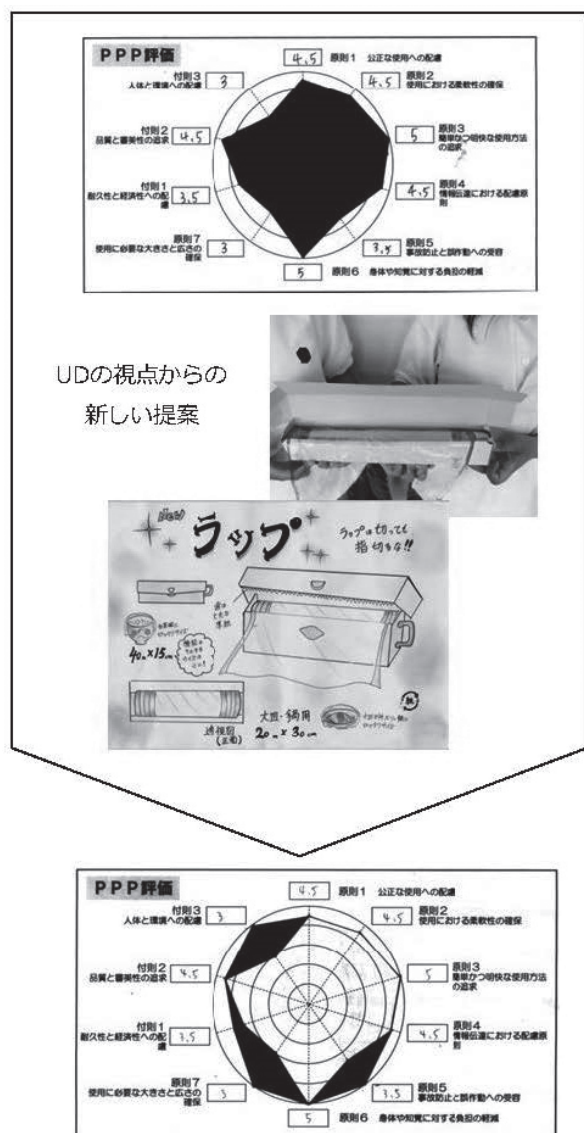 PPP評価
4.5 原則1 公正な使用への配慮
付則3
人体と環境への配慮
3
4.5
原則2
使用における柔軟性の確保
付則2
品質と審美性の追求
4.5
5
原則3
簡単かつ明快な使用方法
の追求
付則1
耐久性と経済性への配
慮
3.5
4.5
原則4
情報伝達における配慮原
則
原則7
使用に必要な大きさと広さの
確保
3
3.5
原則5
事故防止と誤作動への受容
5
原則6 身体や知覚に対する負担の軽減
UDの視点からの
新しい提案
new
ラップ
ラップは切っても
指切るな!!
40m×15cm
透視図
(正面)
大皿・鍋用
20m×30cm
PPP評価
4.5 原則1 公正な使用への配慮
付則3
人体と環境への配慮
3
4.5
原則2
使用における柔軟性の確保
付則2
品質と審美性の追求
4.5
5
原則3
簡単かつ明快な使用方法
の追求
付則1
耐久性と経済性への配
慮
3.5
4.5
原則4
情報伝達における配慮原
則
原則7
使用に必要な大きさと広さの
確保
3
3.5
原則5
事故防止と誤作動への受容
5
原則6 身体や知覚に対する負担の軽減